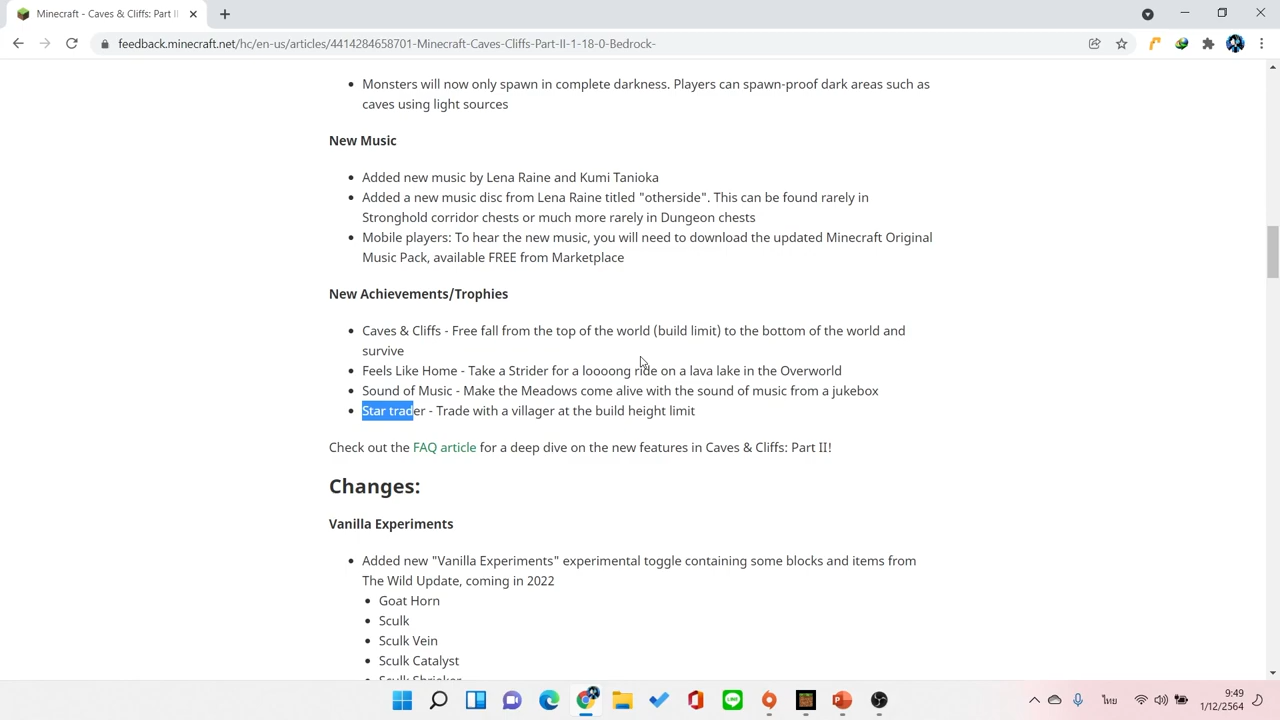 Minecraft - Caves & Cliffs: Part II
feedback.minecraft.net/hc/en-us/articles/4414284658701-Minecraft-Caves-Cliffs-Part-II-1-18-0-Bedrock-
Monsters will now only spawn in complete darkness. Players can spawn-proof dark areas such as
caves using light sources
New Music
Added new music by Lena Raine and Kumi Tanioka
Added a new music disc from Lena Raine titled "otherside". This can be found rarely in
Stronghold corridor chests or much more rarely in Dungeon chests
Mobile players: To hear the new music, you will need to download the updated Minecraft Original
Music Pack, available FREE from Marketplace
New Achievements/Trophies
Caves & Cliffs - Free fall from the top of the world (build limit) to the bottom of the world and
survive
Feels Like Home - Take a Strider for a loooong ride on a lava lake in the Overworld
Sound of Music - Make the Meadows come alive with the sound of music from a jukebox
Star trader - Trade with a villager at the build height limit
Check out the FAQ article for a deep dive on the new features in Caves & Cliffs: Part II!
Changes:
Vanilla Experiments
Added new "Vanilla Experiments" experimental toggle containing some blocks and items from
The Wild Update, coming in 2022
Goat Horn
Sculk
Sculk Vein
Sculk Catalyst
Sculk Shrieker
LINE
ไทย
9:49
1/12/2564